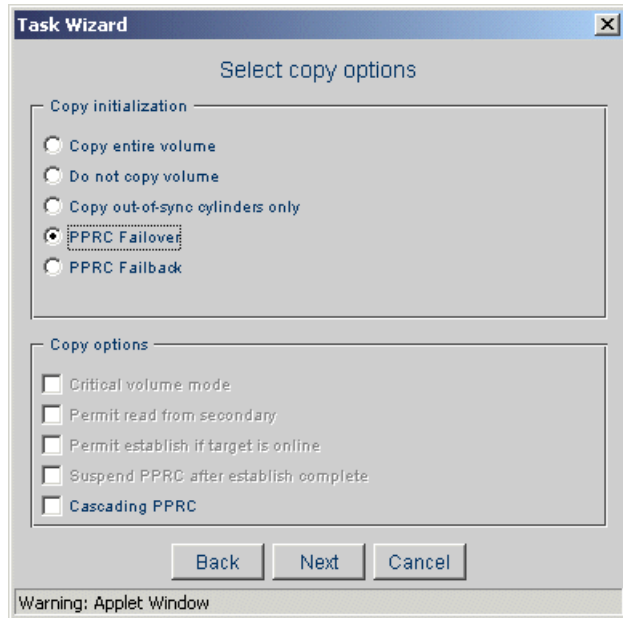 Task Wizard
Select copy options
Copy initialization
Copy entire volume
Do not copy volume
Copy out-of-sync cylinders only
PPRC Failover
PPRC Failback
Copy options
Critical volume mode
Permit read from secondary
Permit establish if target is online
Suspend PPRC after establish complete
Cascading PPRC
Back Next Cancel
Warning: Applet Window